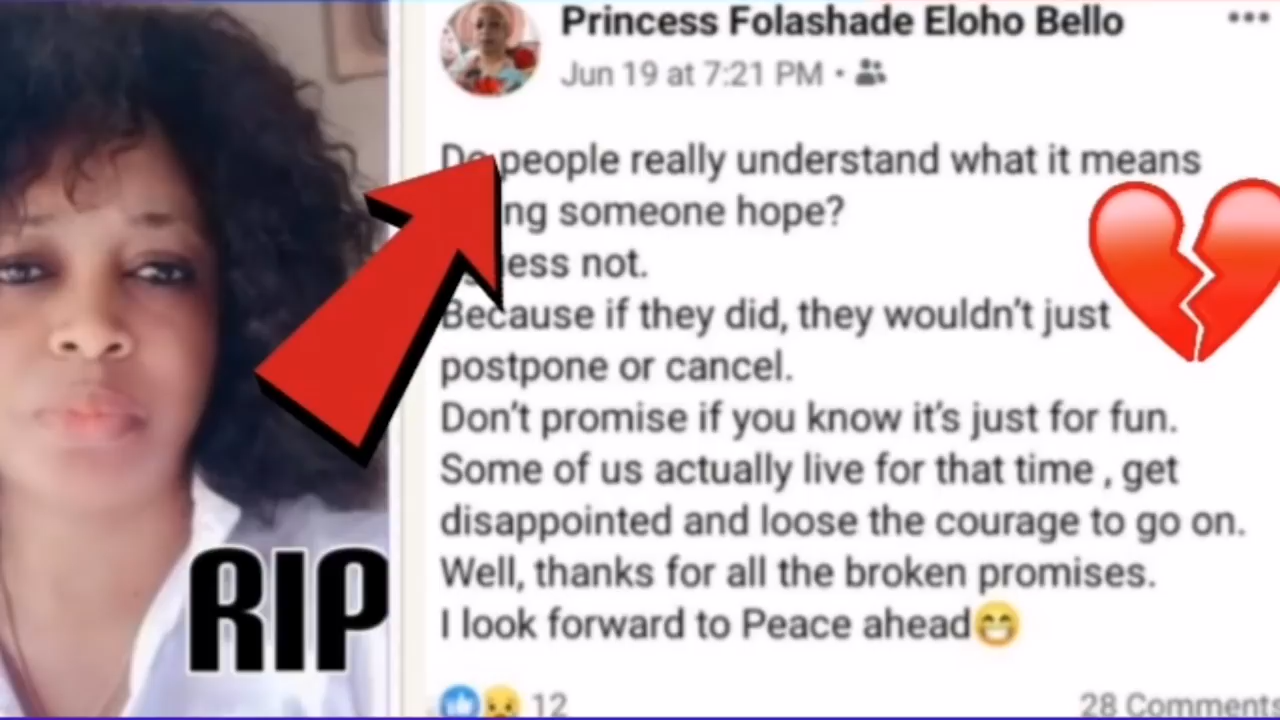 Princess Folashade Eloho Bello
Jun 19 at 7:21 PM
people really understand what it means
someone hope?
not.
Because if they did, they wouldn't just
postpone or cancel.
Don't promise if you know it's just for fun.
Some of us actually live for that time , get
disappointed and loose the courage to go on.
Well, thanks for all the broken promises.
I look forward to Peace ahead😁
12
28 Comments
RIP